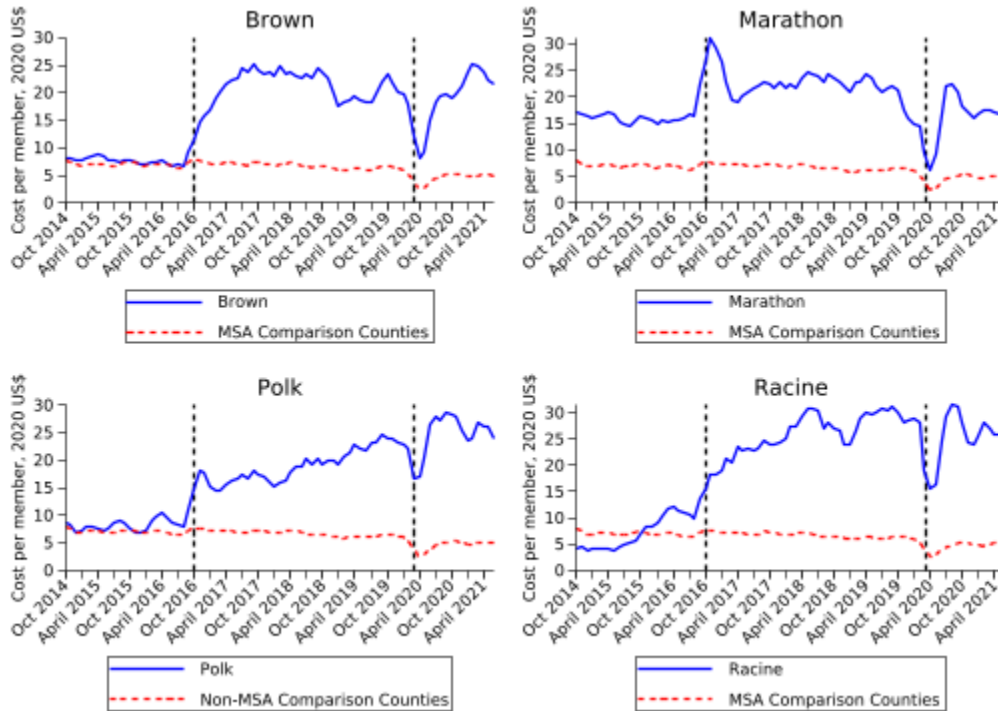 Brown
Cost per member, 2020 US$
30
25
20
15
10
5
0
Oct 2014
April 2015
Oct 2015
April 2016
Oct 2016
April 2017
Oct 2017
April 2018
Oct 2018
April 2019
Oct 2019
April 2020
Oct 2020
April 2021
Brown
MSA Comparison Counties
Marathon
Cost per member, 2020 US$
30
25
20
15
10
5
0
Oct 2014
April 2015
Oct 2015
April 2016
Oct 2016
April 2017
Oct 2017
April 2018
Oct 2018
April 2019
Oct 2019
April 2020
Oct 2020
April 2021
Marathon
MSA Comparison Counties
Polk
Cost per member, 2020 US$
30
25
20
15
10
5
0
Oct 2014
April 2015
Oct 2015
April 2016
Oct 2016
April 2017
Oct 2017
April 2018
Oct 2018
April 2019
Oct 2019
April 2020
Oct 2020
April 2021
Polk
Non-MSA Comparison Counties
Racine
Cost per member, 2020 US$
30
25
20
15
10
5
0
Oct 2014
April 2015
Oct 2015
April 2016
Oct 2016
April 2017
Oct 2017
April 2018
Oct 2018
April 2019
Oct 2019
April 2020
Oct 2020
April 2021
Racine
MSA Comparison Counties